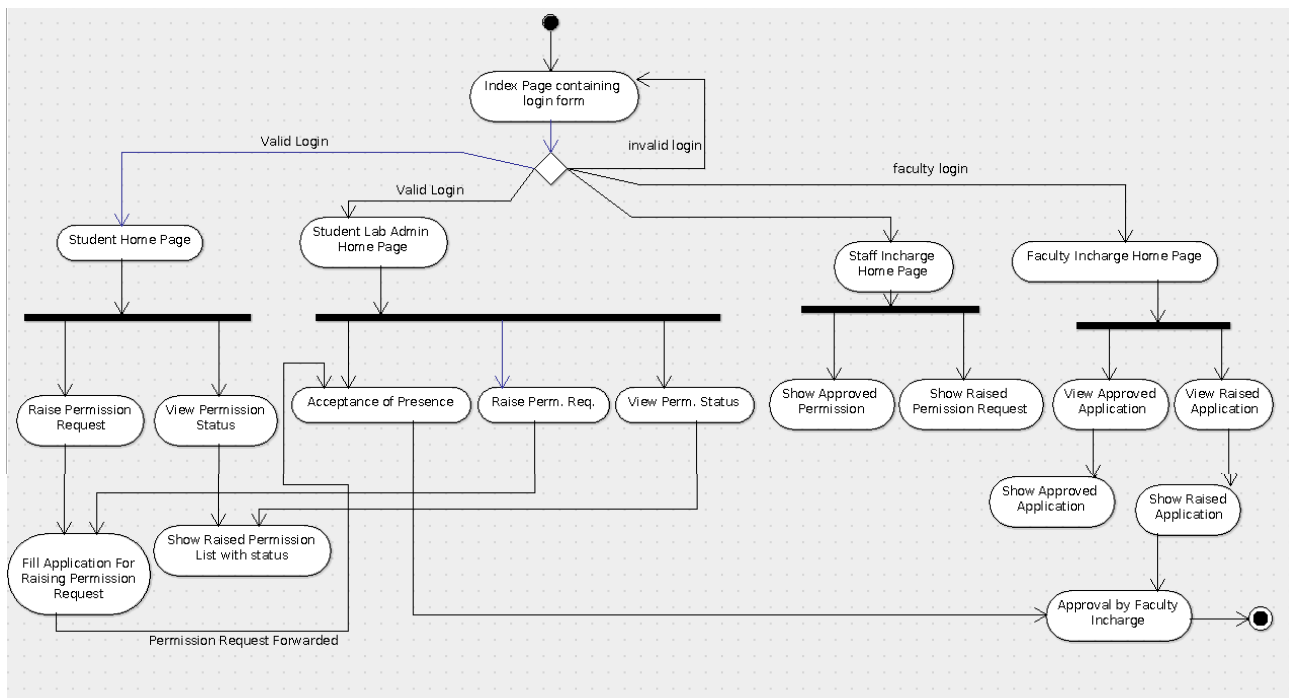 Index Page containing
login form
Valid Login
invalid login
Valid Login
faculty login
Student Home Page
Student Lab Admin
Home Page
Staff Incharge
Home Page
Faculty Incharge Home Page
Raise Permission
Request
View Permission
Status
Acceptance of Presence
Raise Perm. Req.
View Perm. Status
Show Approved
Permission
Show Raised
Pemission Request
View Approved
Application
View Raised
Application
Show Approved
Application
Show Raised
Application
Fill Application For
Raising Permission
Request
Show Raised Permission
List with status
Approval by Faculty
Incharge
Permission Request Forwarded